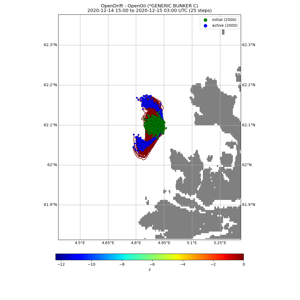 OpenDrift - OpenOil (*GENERIC BUNKER C)
2020-12-14 15:00 to 2020-12-15 03:00 UTC (25 steps)
initial (2000)
active (2000)
62.3°N
62.3°N
62.2°N
62.2°N
62.1°N
62.1°N
62°N
62°N
61.9°N
61.9°N
4.5°E
4.65°E
4.8°E
4.95°E
5.1°E
5.25°E
−12
−10
−8
−6
−4
−2
0
z